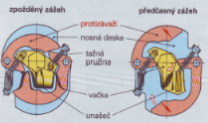 zpožděný zážeh
předčasný zážeh
protizávaží
nosná deska
tažná
pružina
vačka
unašeč